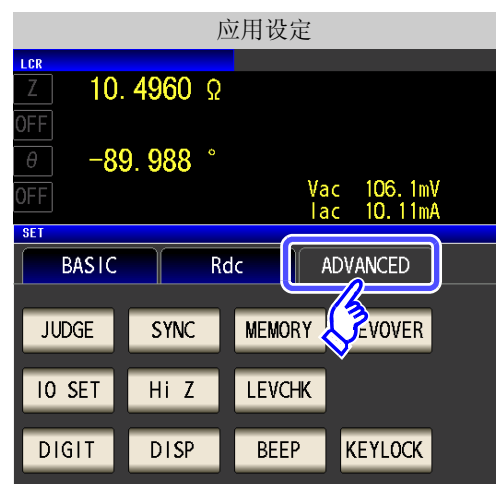 应用设定
LCR
Z 10.4960 Ω
OFF
θ -89.988 °
OFF
Vac 106.1mV
Iac 10.11mA
SET
BASIC Rdc ADVANCED
JUDGE SYNC MEMORY EVOVER
IO SET Hi Z LEVCHK
DIGIT DISP BEEP KEYLOCK